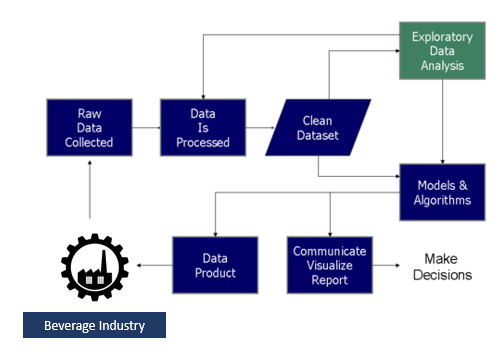 Exploratory
Data
Analysis
Raw
Data
Collected
Data
Is
Processed
Clean
Dataset
Models &
Algorithms
Data
Product
Communicate
Visualize
Report
Make
Decisions
Beverage Industry